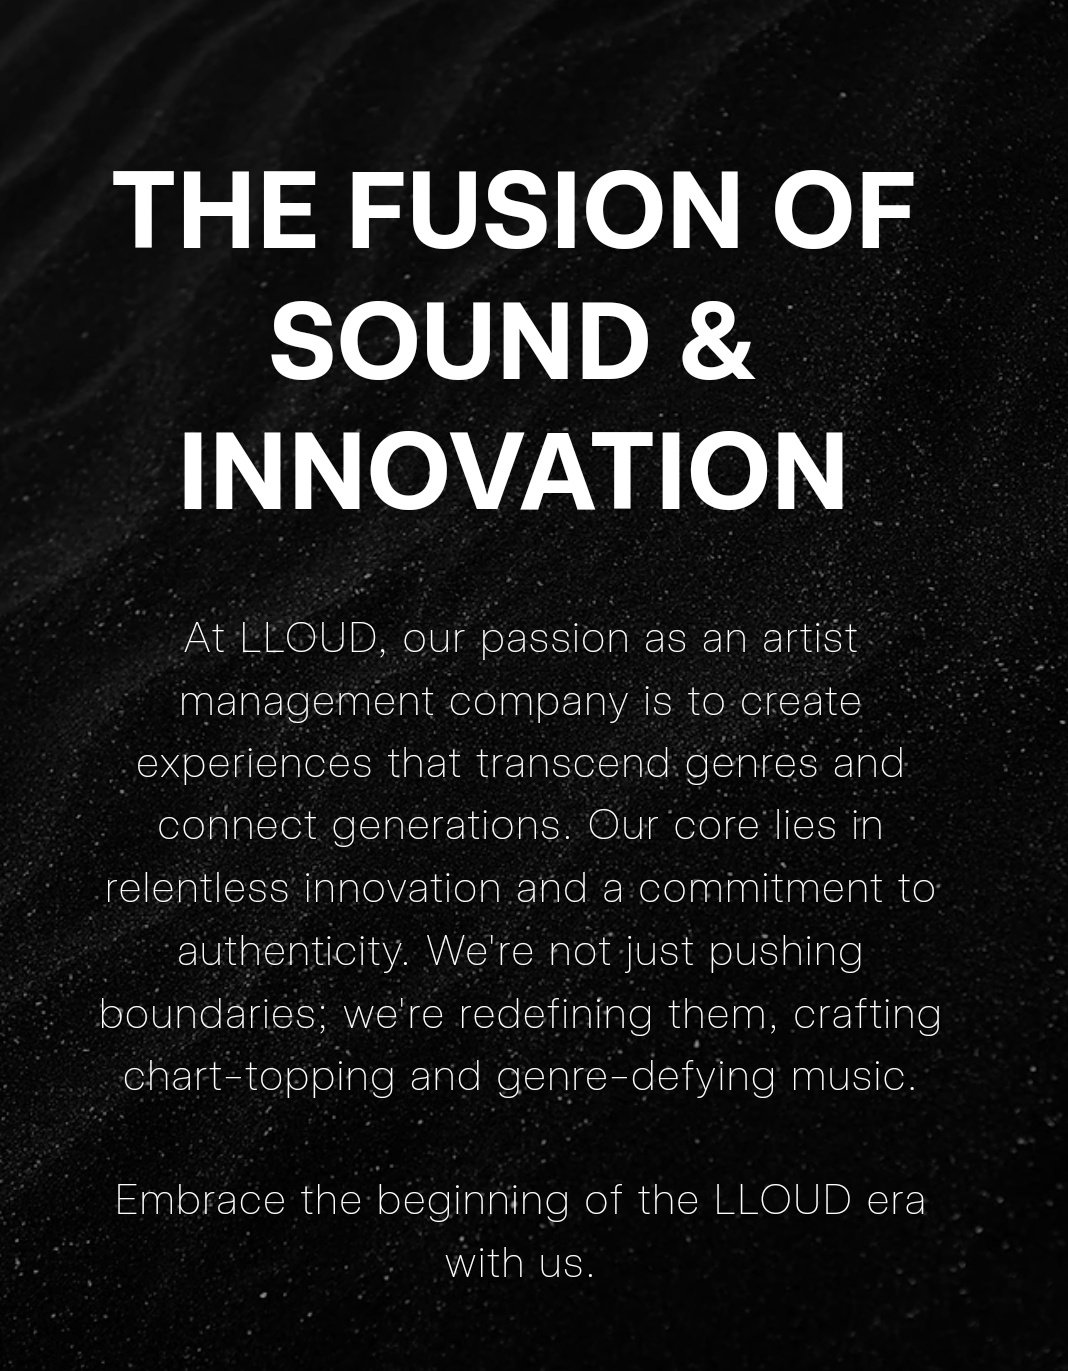 THE FUSION OF
SOUND &
INNOVATION
At LLOUD, our passion as an artist
management company is to create
experiences that transcend genres and
connect generations. Our core lies in
relentless innovation and a commitment to
authenticity. We're not just pushing
boundaries; we're redefining them, crafting
chart-topping and genre-defying music.
Embrace the beginning of the LLOUD era
with us.